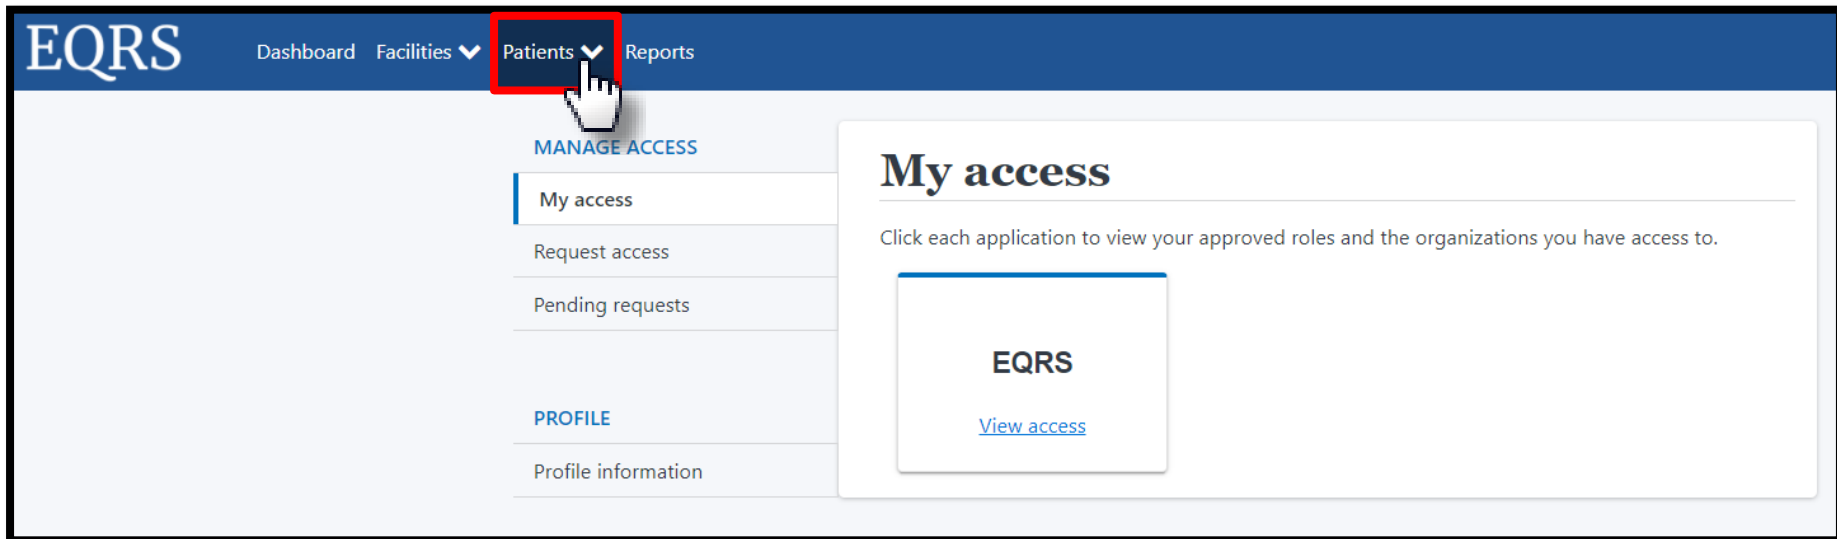 EQRS Dashboard Facilities Patients Reports
MANAGE ACCESS
My access
Request access
Pending requests
PROFILE
Profile information
My access
Click each application to view your approved roles and the organizations you have access to.
EQRS
View access